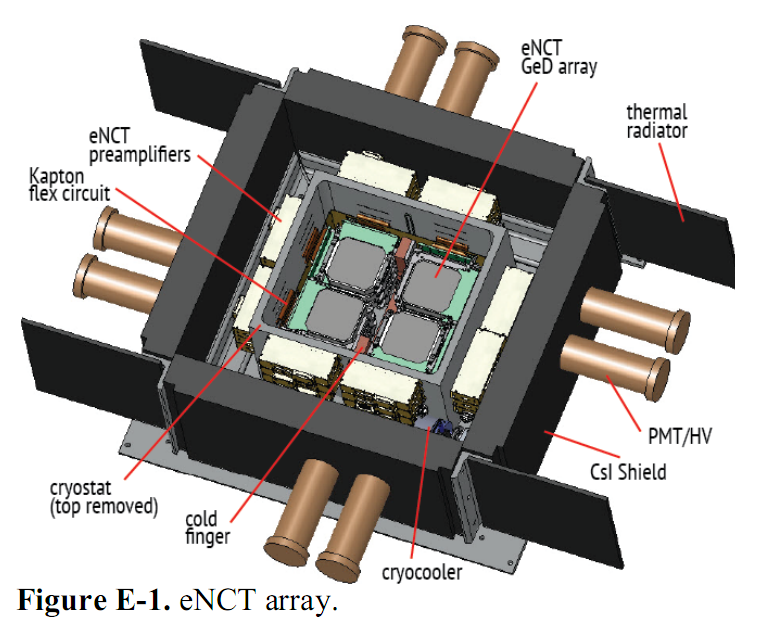 eNCT
GeD array
thermal
radiator
eNCT
preamplifiers
Kapton
flex circuit
PMT/HV
CsI Shield
cryostat
(top removed)
cold
finger
cryocooler
Figure E-1. eNCT array.